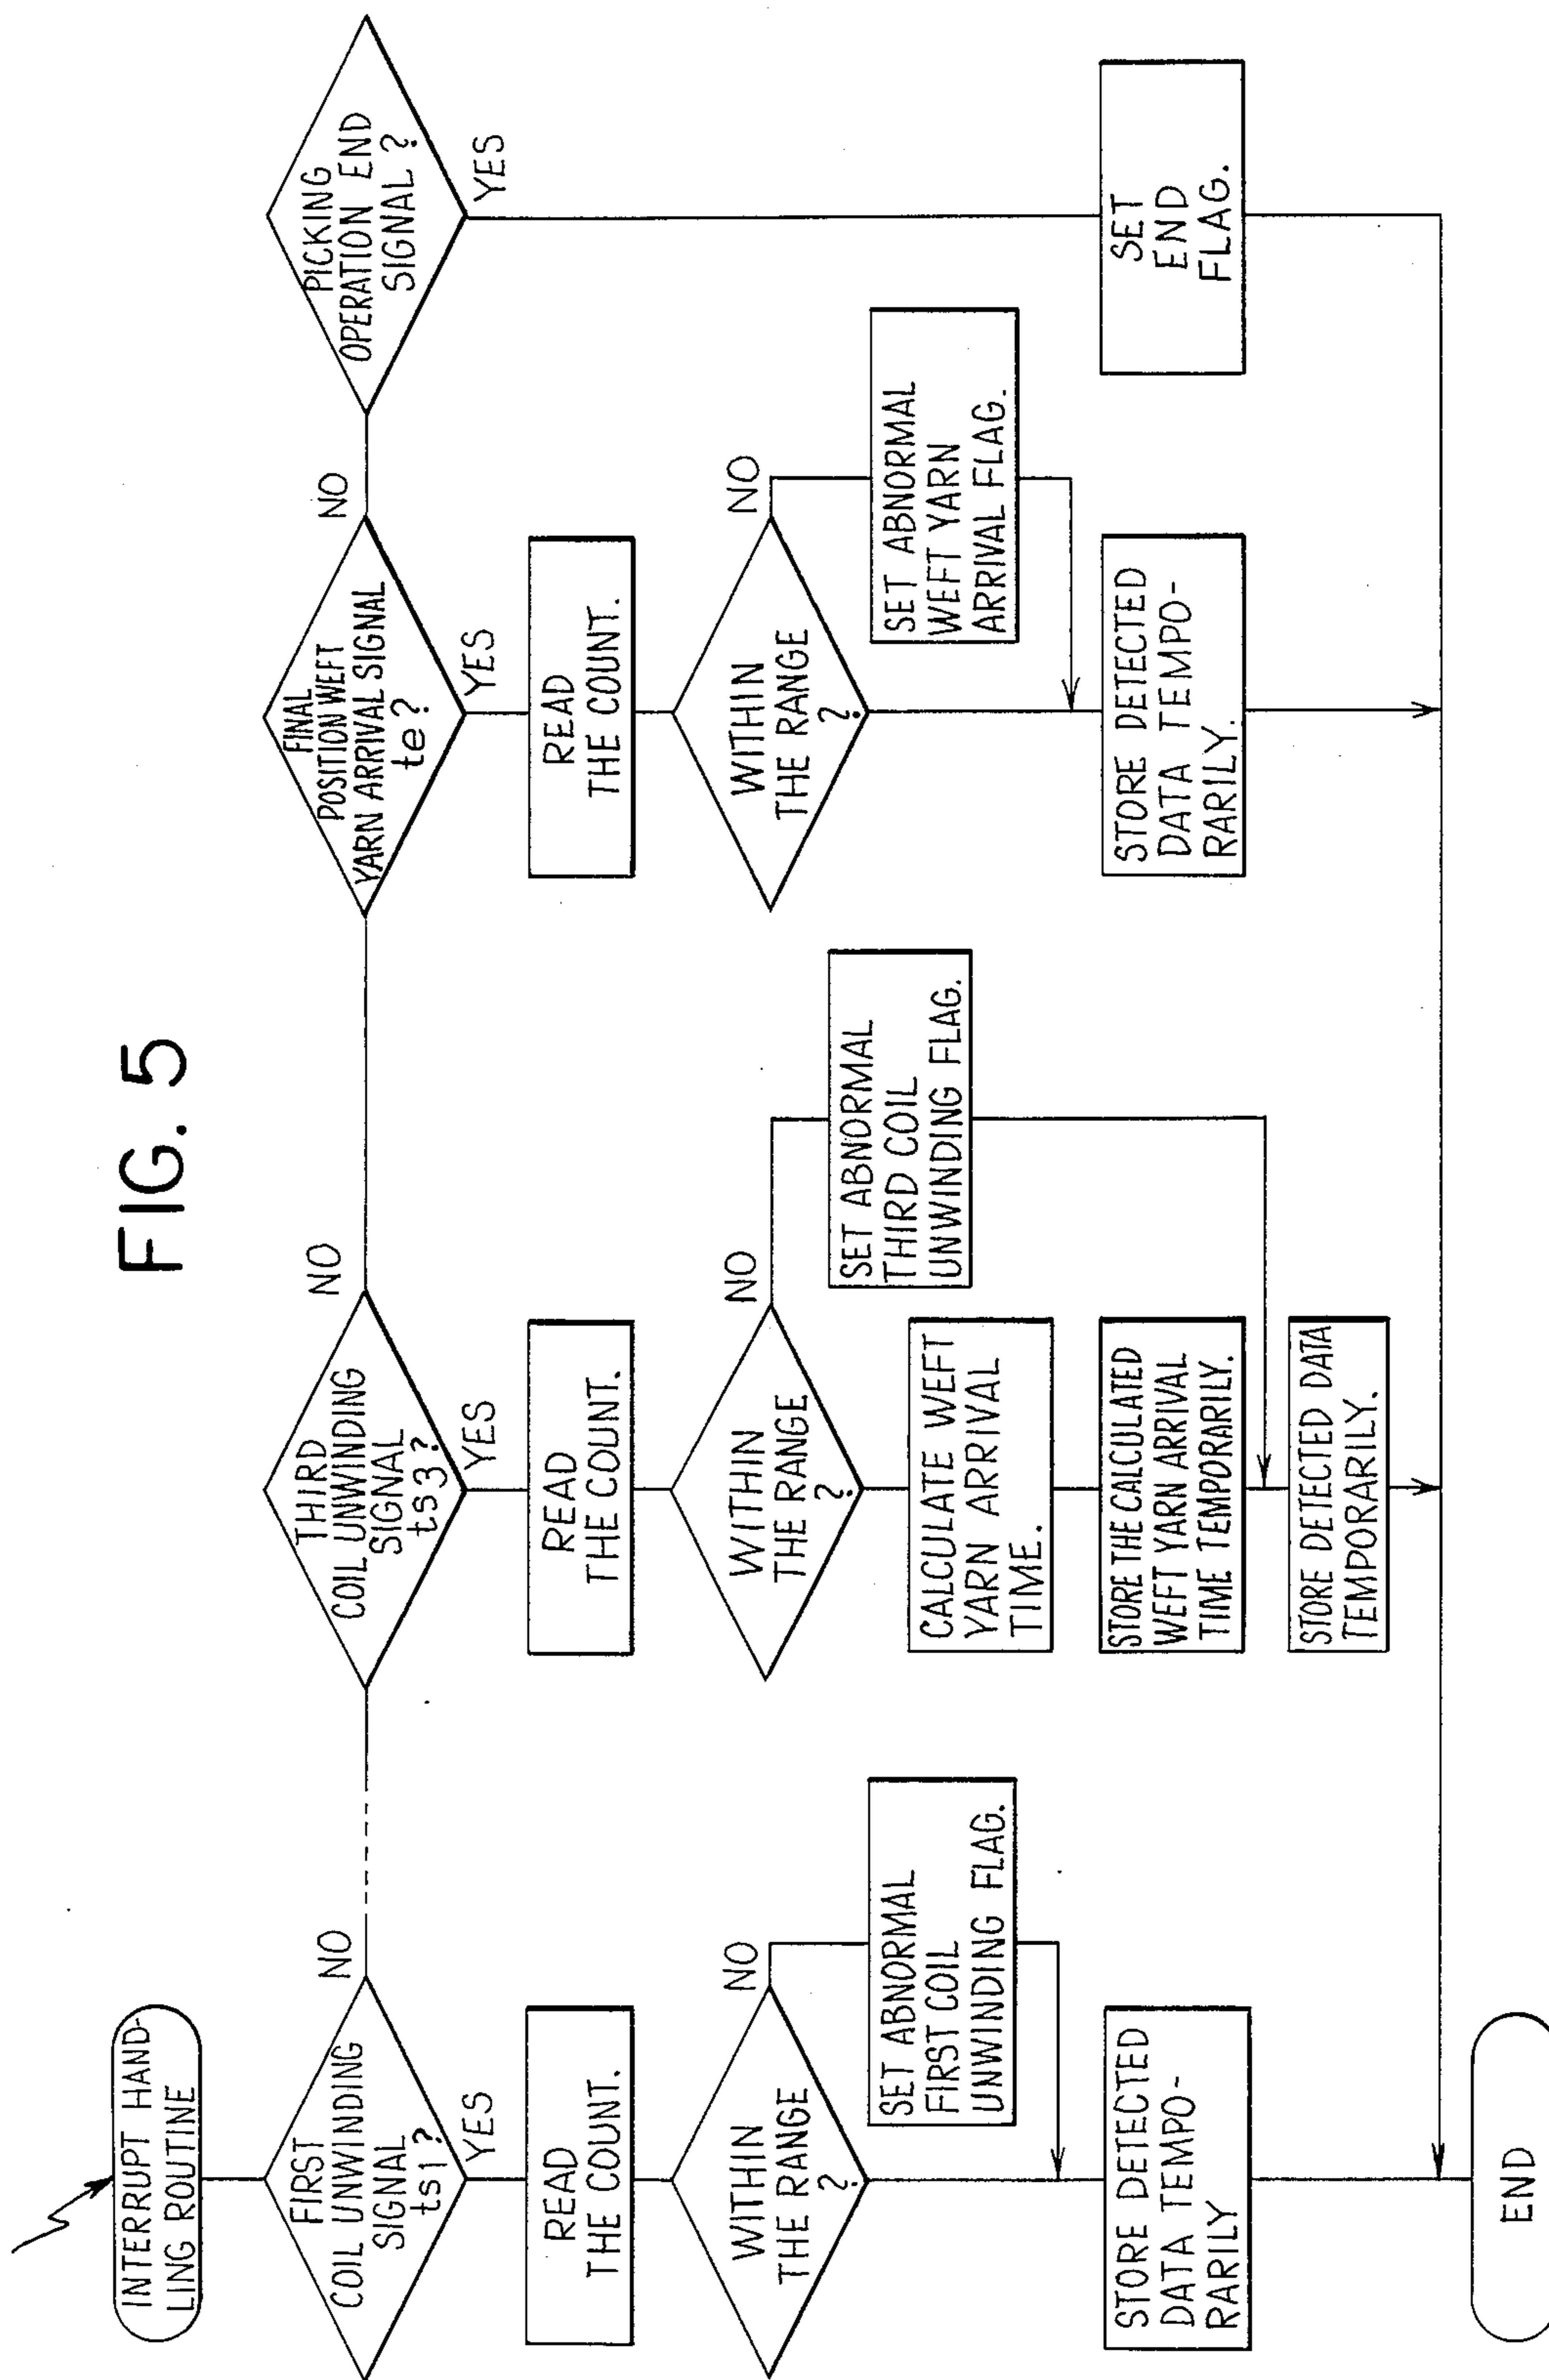 FIG. 5
INTERRUPT HAND-
LING ROUTINE
FIRST
COIL UNWINDING
SIGNAL
ts1?
YES
NO
READ
THE COUNT.
WITHIN
THE RANGE
?
NO
SET ABNORMAL
FIRST COIL
UNWINDING FLAG.
STORE DETECTED
DATA TEMPO-
RARILY
END
THIRD
COIL UNWINDING
SIGNAL
ts3?
YES
NO
READ
THE COUNT.
WITHIN
THE RANGE
?
NO
SET ABNORMAL
THIRD COIL
UNWINDING FLAG.
CALCULATE WEFT
YARN ARRIVAL
TIME.
STORE THE CALCULATED
WEFT YARN ARRIVAL
TIME TEMPORARILY.
STORE DETECTED DATA
TEMPORARILY.
FINAL
POSITION WEFT
YARN ARRIVAL SIGNAL
te?
YES
NO
READ
THE COUNT.
WITHIN
THE RANGE
?
NO
SET ABNORMAL
WEFT YARN
ARRIVAL FLAG.
STORE DETECTED
DATA TEMPO-
RARILY.
PICKING
OPERATION END
SIGNAL ?
YES
SET
END
FLAG.